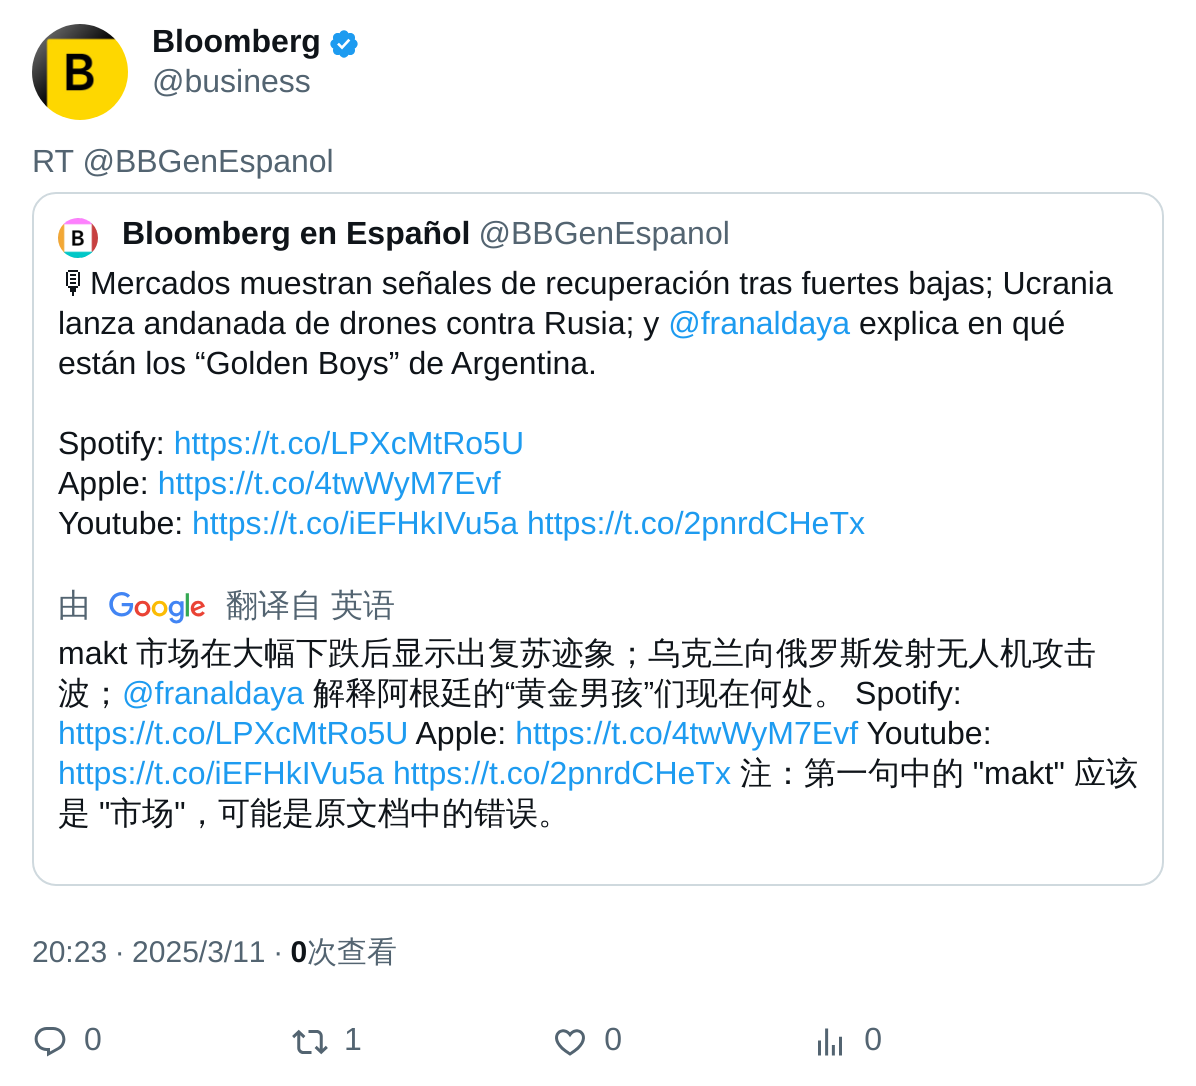 B
Bloomberg
@business
RT @BBGenEspanol
B
Bloomberg en Español @BBGenEspanol
🎙Mercados muestran señales de recuperación tras fuertes bajas; Ucrania
lanza andanada de drones contra Rusia; y @franaldaya explica en qué
están los “Golden Boys” de Argentina.
Spotify: https://t.co/LPXcMtRo5U
Apple: https://t.co/4twWyM7Evf
Youtube: https://t.co/iEFHkIVu5a https://t.co/2pnrdCHeTx
由 Google 翻译自 英语
makt 市场在大幅下跌后显示出复苏迹象；乌克兰向俄罗斯发射无人机攻击
波；@franaldaya 解释阿根廷的“黄金男孩”们现在何处。 Spotify:
https://t.co/LPXcMtRo5U Apple: https://t.co/4twWyM7Evf Youtube:
https://t.co/iEFHkIVu5a https://t.co/2pnrdCHeTx 注：第一句中的 "makt" 应该
是 "市场"，可能是原文档中的错误。
20:23 · 2025/3/11 · 0次查看
0 1 0 0